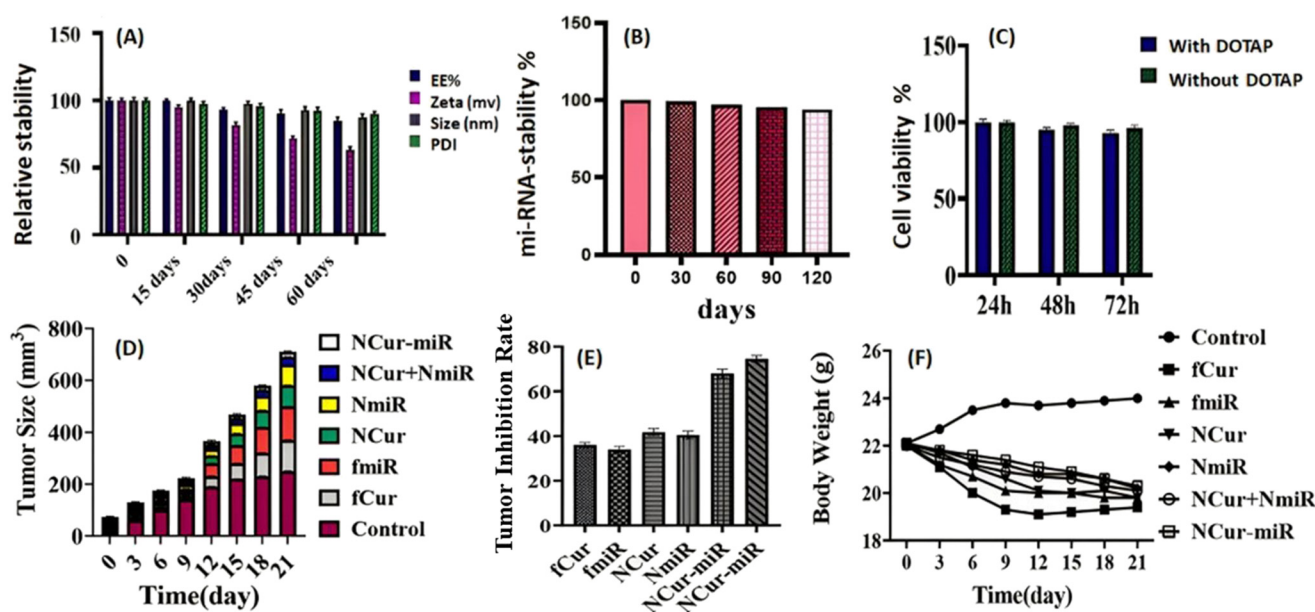 (A)
Relative stability
150
100
50
0
0
15 days
30days
45 days
60 days
EE%
Zeta (mv)
Size (nm)
PDI
(B)
mi-RNA-stability %
150
100
50
0
0 30 60 90 120
days
(C)
Cell viability %
150
100
50
0
24h 48h 72h
With DOTAP
Without DOTAP
(D)
Tumor Size (mm³)
800
600
400
200
0
0 3 6 9 12 15 18 21
Time(day)
NCur-miR
NCur+NmiR
NmiR
NCur
fmiR
fCur
Control
(E)
Tumor Inhibition Rate
80
60
40
20
0
fCur
fmiR
NCur
NmiR
NCur-miR
NCur-miR
(F)
Body Weight (g)
26
24
22
20
18
0 3 6 9 12 15 18 21
Time(day)
Control
fCur
fmiR
NCur
NmiR
NCur+NmiR
NCur-miR